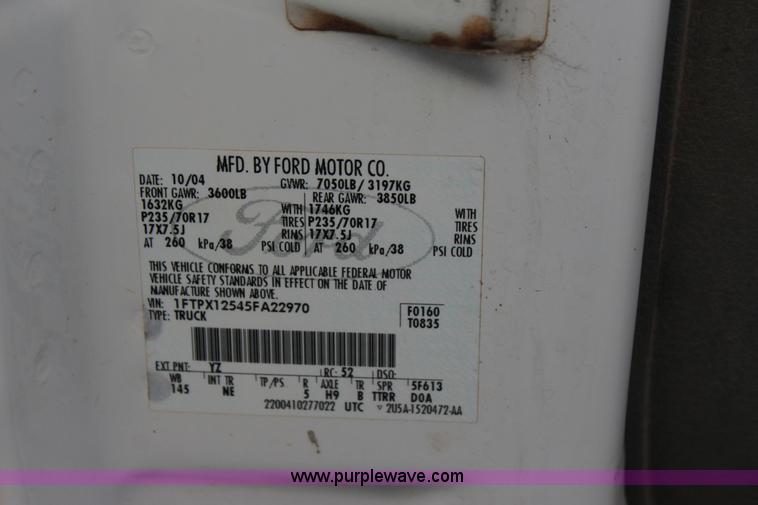 MFD. BY FORD MOTOR CO.
DATE: 10/04 GVWR: 7050LB/ 3197KG
FRONT GAWR: 3600LB REAR GAWR: 3850LB
1632KG WITH 1746KG WITH
P235/70R17 TIRES P235/70R17 TIRES
17X7.5J RIMS 17X7.5J RIMS
AT 260 kPa/38 PSI COLD AT 260 kPa/38 PSI COLD
Ford
THIS VEHICLE CONFORMS TO ALL APPLICABLE FEDERAL MOTOR
VEHICLE SAFETY STANDARDS IN EFFECT ON THE DATE OF
MANUFACTURE SHOWN ABOVE.
VIN: 1FTPX12545FA22970 F0160
TYPE: TRUCK T0835
EXT PNT: YZ RC: 52 DSO:
WB INT TR TP/PS R AXLE TR SPR 5F613
145 NE 5 H9 B TTRR D0A
2200410277022 UTC 2U5A-1520472-AA
www.purplewave.com